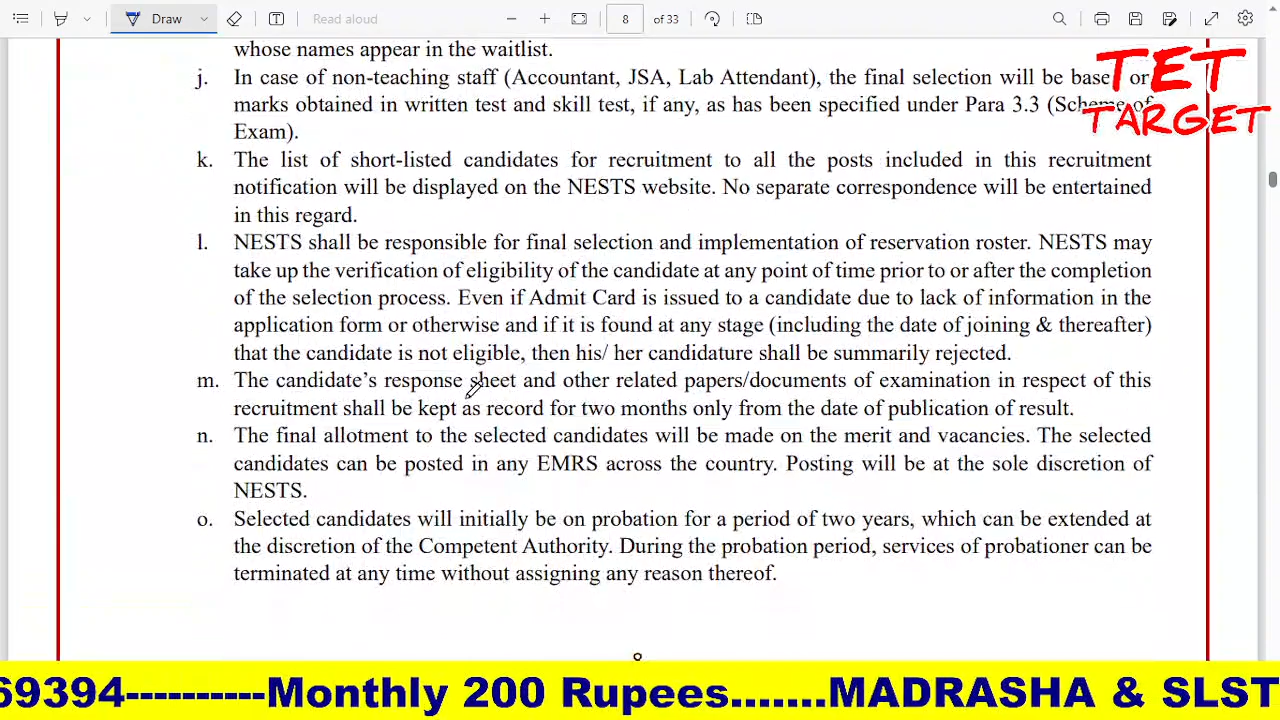 Draw
Read aloud
8
of 33
TET
TARGET
whose names appear in the waitlist.
j. In case of non-teaching staff (Accountant, JSA, Lab Attendant), the final selection will be base
marks obtained in written test and skill test, if any, as has been specified under Para 3.3 (Scheme of
Exam).
k. The list of short-listed candidates for recruitment to all the posts included in this recruitment
notification will be displayed on the NESTS website. No separate correspondence will be entertained
in this regard.
l. NESTS shall be responsible for final selection and implementation of reservation roster. NESTS may
take up the verification of eligibility of the candidate at any point of time prior to or after the completion
of the selection process. Even if Admit Card is issued to a candidate due to lack of information in the
application form or otherwise and if it is found at any stage (including the date of joining & thereafter)
that the candidate is not eligible, then his/ her candidature shall be summarily rejected.
m. The candidate’s response sheet and other related papers/documents of examination in respect of this
recruitment shall be kept as record for two months only from the date of publication of result.
n. The final allotment to the selected candidates will be made on the merit and vacancies. The selected
candidates can be posted in any EMRS across the country. Posting will be at the sole discretion of
NESTS.
o. Selected candidates will initially be on probation for a period of two years, which can be extended at
the discretion of the Competent Authority. During the probation period, services of probationer can be
terminated at any time without assigning any reason thereof.
69394----------Monthly 200 Rupees.......MADRASHA & SLST